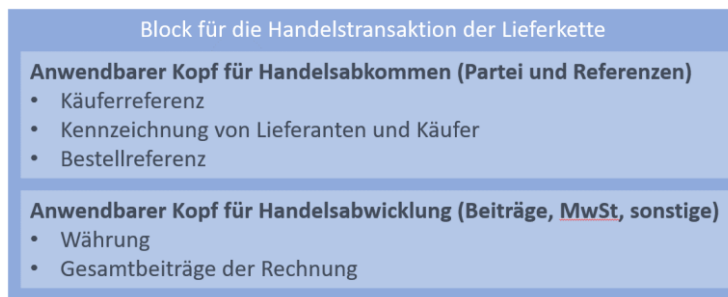 Block für die Handelstransaktion der Lieferkette
Anwendbarer Kopf für Handelsabkommen (Partei und Referenzen)
• Käuferreferenz
• Kennzeichnung von Lieferanten und Käufer
• Bestellreferenz
Anwendbarer Kopf für Handelsabwicklung (Beiträge, MwSt, sonstige)
• Währung
• Gesamtbeiträge der Rechnung